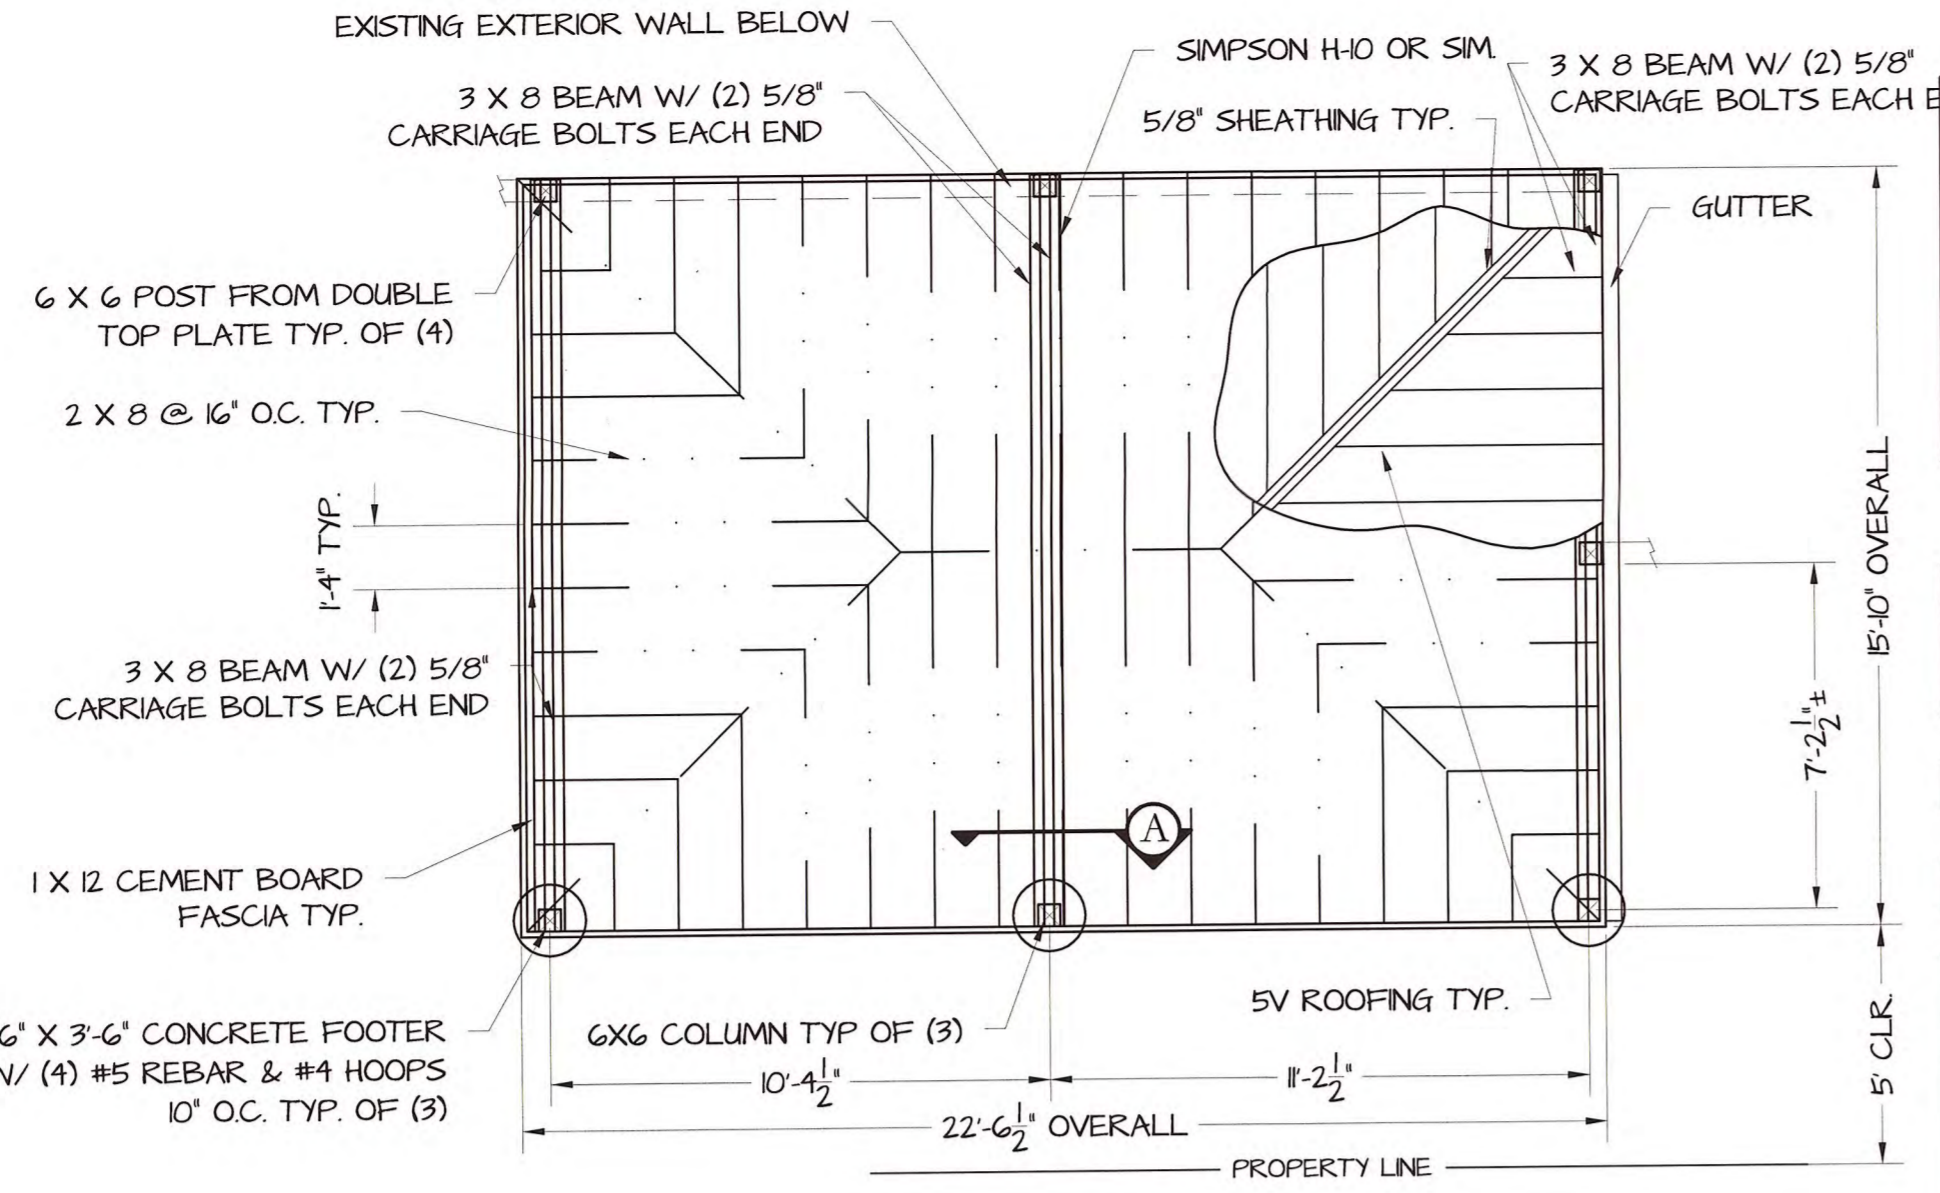 EXISTING EXTERIOR WALL BELOW
SIMPSON H-10 OR SIM.
3 X 8 BEAM W/ (2) 5/8"
CARRIAGE BOLTS EACH END
3 X 8 BEAM W/ (2) 5/8"
CARRIAGE BOLTS EACH E
5/8" SHEATHING TYP.
GUTTER
6 X 6 POST FROM DOUBLE
TOP PLATE TYP. OF (4)
2 X 8 @ 16" O.C. TYP.
1'-4" TYP.
15'-10" OVERALL
7'-2 1/2" ±
3 X 8 BEAM W/ (2) 5/8"
CARRIAGE BOLTS EACH END
A
1 X 12 CEMENT BOARD
FASCIA TYP.
5V ROOFING TYP.
5' CLR.
6" X 3'-6" CONCRETE FOOTER
W/ (4) #5 REBAR & #4 HOOPS
10" O.C. TYP. OF (3)
6X6 COLUMN TYP OF (3)
10'-4 1/2"
11'-2 1/2"
22'-6 1/2" OVERALL
PROPERTY LINE